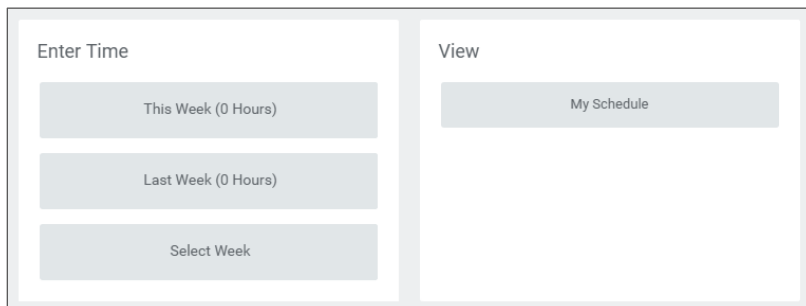 Enter Time
This Week (0 Hours)
Last Week (0 Hours)
Select Week
View
My Schedule